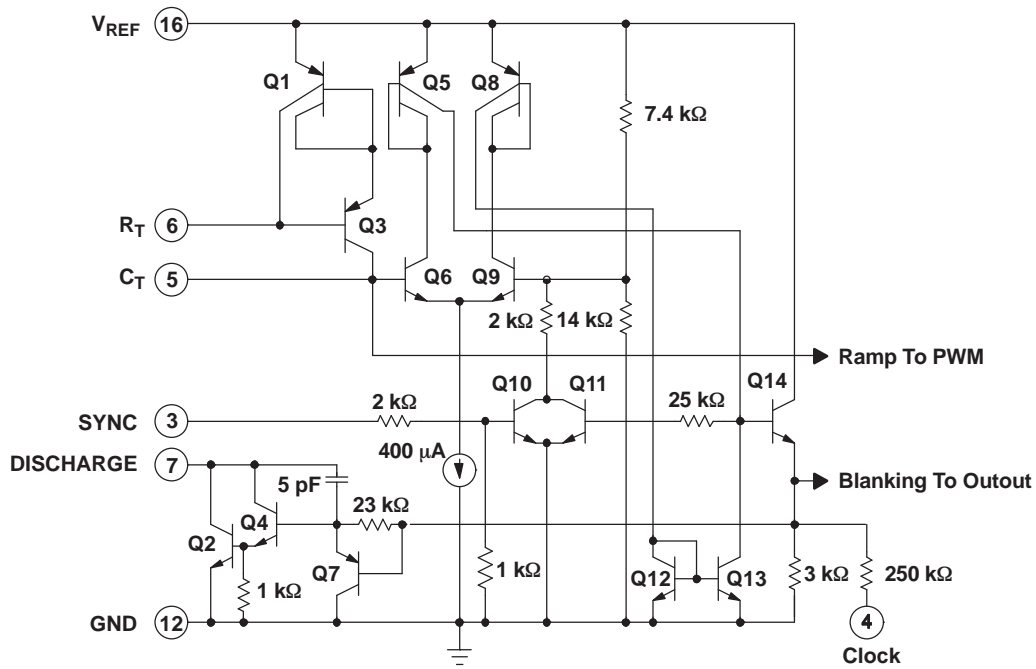 VREF 16
Q1
Q5
Q8
7.4 kΩ
RT 6
Q3
CT 5
Q6
Q9
2 kΩ
14 kΩ
Ramp To PWM
Q10
Q11
Q14
SYNC 3
2 kΩ
25 kΩ
400 μA
DISCHARGE 7
5 pF
Blanking To Outout
23 kΩ
Q4
Q2
Q7
1 kΩ
1 kΩ
Q12
Q13
3 kΩ
250 kΩ
GND 12
4
Clock